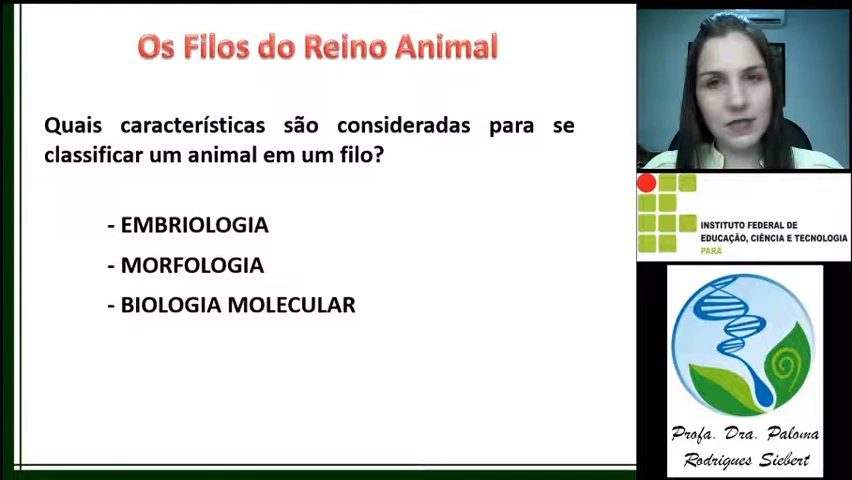 Os Filos do Reino Animal
Quais características são consideradas para se
classificar um animal em um filo?
- EMBRIOLOGIA
- MORFOLOGIA
- BIOLOGIA MOLECULAR
INSTITUTO FEDERAL DE
EDUCAÇÃO, CIÊNCIA E TECNOLOGIA
PARÁ
Profa. Dra. Paloma
Rodrigues Siebert